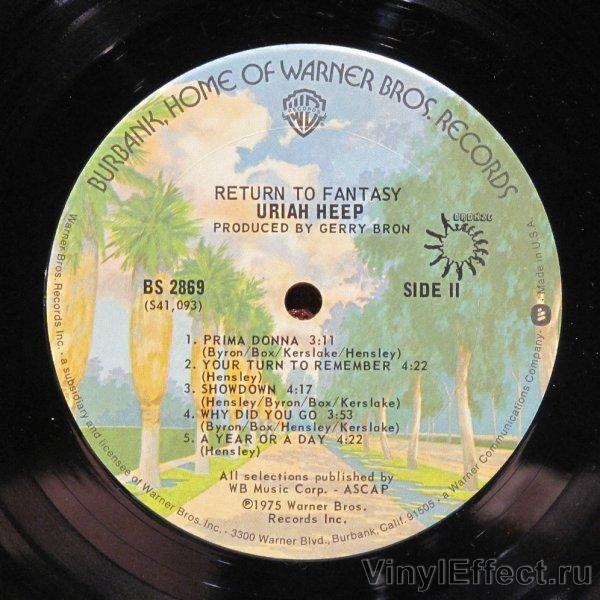 BURBANK, HOME OF WARNER BROS. RECORDS
RECORDS
WB
RETURN TO FANTASY
URIAH HEEP
PRODUCED BY GERRY BRON
BRONZE
BS 2869
(S41,093)
SIDE II
1. PRIMA DONNA 3:11
(Byron/Box/Kerslake/Hensley)
2. YOUR TURN TO REMEMBER 4:22
(Hensley)
3. SHOWDOWN 4:17
(Hensley/Byron/Box/Kerslake)
4. WHY DID YOU GO 3:53
(Byron/Box/Hensley/Kerslake)
5. A YEAR OR A DAY 4:22
(Hensley)
All selections published by
WB Music Corp. - ASCAP
℗1975 Warner Bros.
Records Inc.
Warner Bros. Records Inc. • a subsidiary and licensee of Warner Bros. Inc. • 3300 Warner Blvd., Burbank, Calif. 91505 • a Warner Communications Company • Made in U.S.A.
VinylEffect.ru